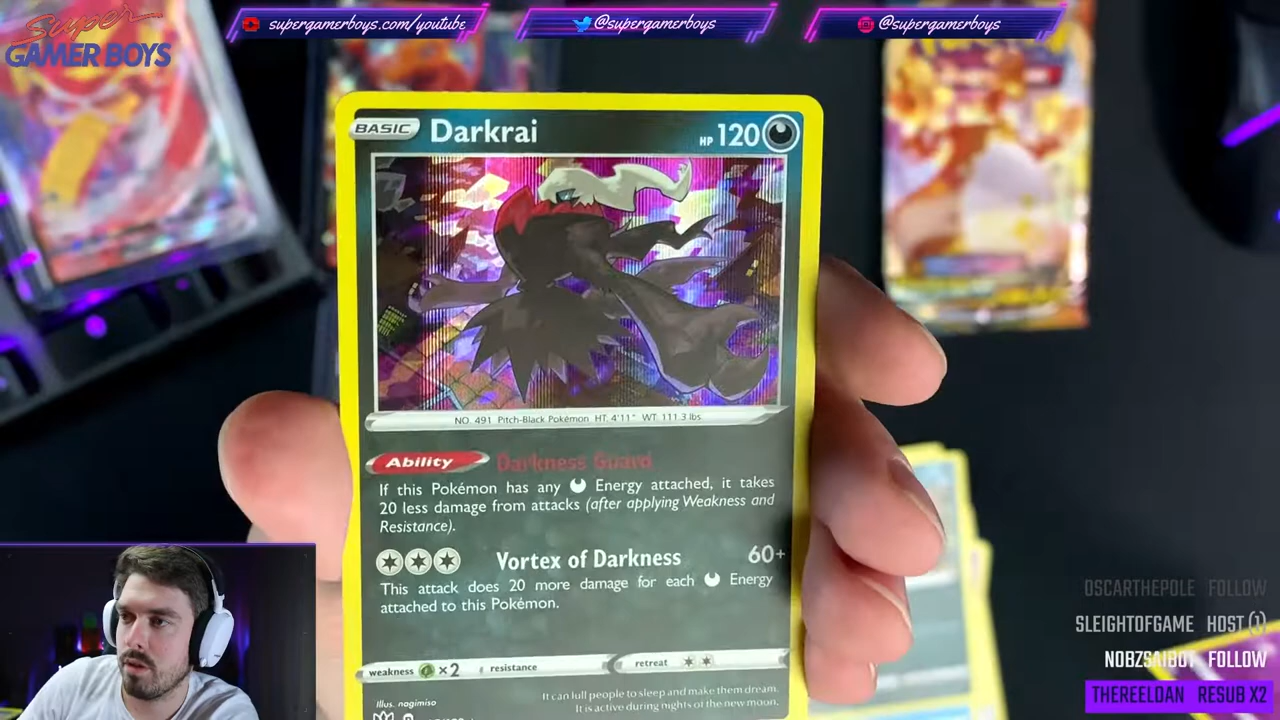 Super
GAMER BOYS
supergamerboys.com/youtube
@supergamerboys
@supergamerboys
BASIC Darkrai HP 120
NO. 491 Pitch-Black Pokémon HT. 4'11" WT. 111.3 lbs
Ability Darkness Guard
If this Pokémon has any Energy attached, it takes
20 less damage from attacks (after applying Weakness and
Resistance).
Vortex of Darkness 60+
This attack does 20 more damage for each Energy
attached to this Pokémon.
weakness ×2 resistance retreat
Illus. nagimiso
It can lull people to sleep and make them dream.
It is active during nights of the new moon.
OSCARTHEPOLE FOLLOW
SLEIGHTOFGAME HOST (1)
NOBZSAIBOT FOLLOW
THEREELDAN RESUB X2